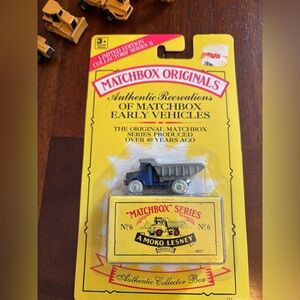 3+
LIMITED EDITION
COLLECTORS' SERIES II
MATCHBOX ORIGINALS
Authentic Recreations
OF MATCHBOX
EARLY VEHICLES
THE ORIGINAL MATCHBOX
SERIES PRODUCED
OVER 40 YEARS AGO
"MATCHBOX" SERIES
No6
No6
A MOKO LESNEY
Authentic Collector Box